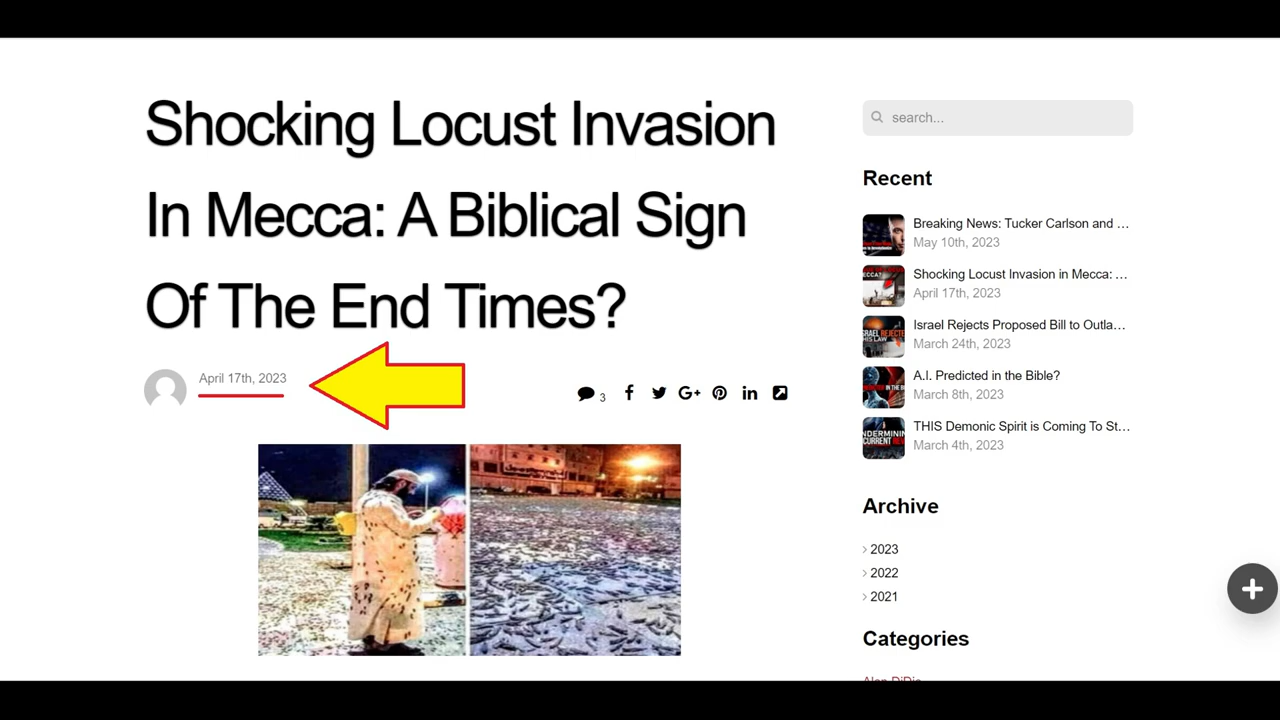 Shocking Locust Invasion
In Mecca: A Biblical Sign
Of The End Times?
April 17th, 2023
3
search...
Recent
Breaking News: Tucker Carlson and ...
May 10th, 2023
Shocking Locust Invasion in Mecca: ...
April 17th, 2023
Israel Rejects Proposed Bill to Outla...
March 24th, 2023
A.I. Predicted in the Bible?
March 8th, 2023
THIS Demonic Spirit is Coming To St...
March 4th, 2023
Archive
2023
2022
2021
Categories